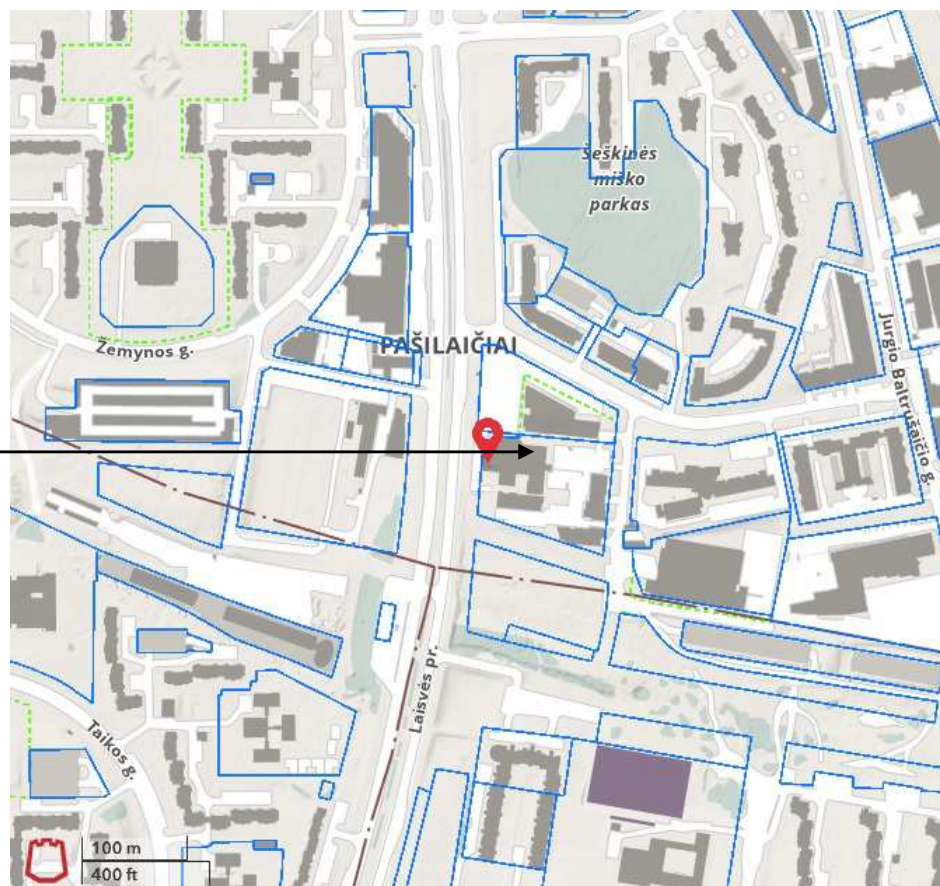 Šeškinės
miško
parkas
Žemynos g.
PAŠILAIČIAI
Jurgio Baltrušaičio g.
Laisvės pr.
Taikos g.
100 m
400 ft